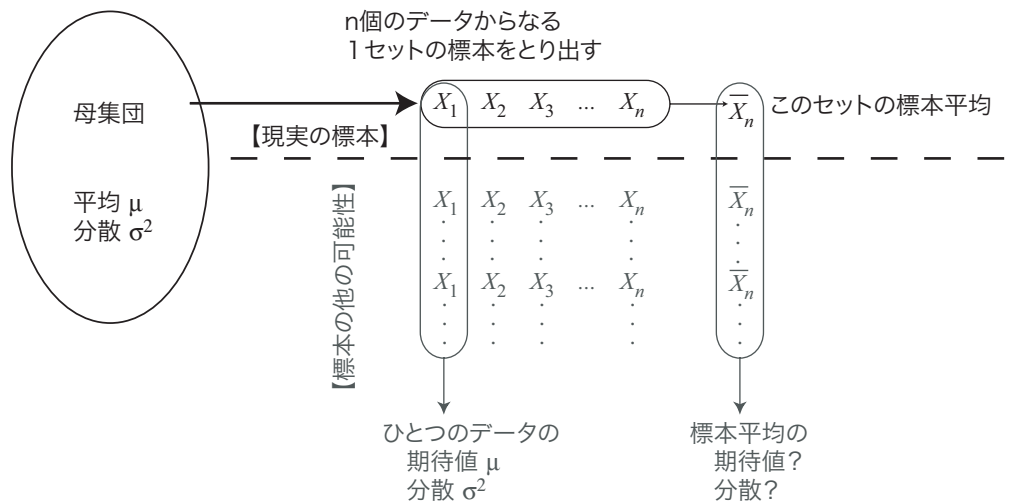 n個のデータからなる
1セットの標本をとり出す
母集団
X₁ X₂ X₃ ... Xₙ
X̅ₙ
このセットの標本平均
【現実の標本】
平均 μ
分散 σ²
【標本の他の可能性】
X₁ X₂ X₃ ... Xₙ
X̅ₙ
X₁ X₂ X₃ ... Xₙ
X̅ₙ
ひとつのデータの
期待値 μ
分散 σ²
標本平均の
期待値?
分散?